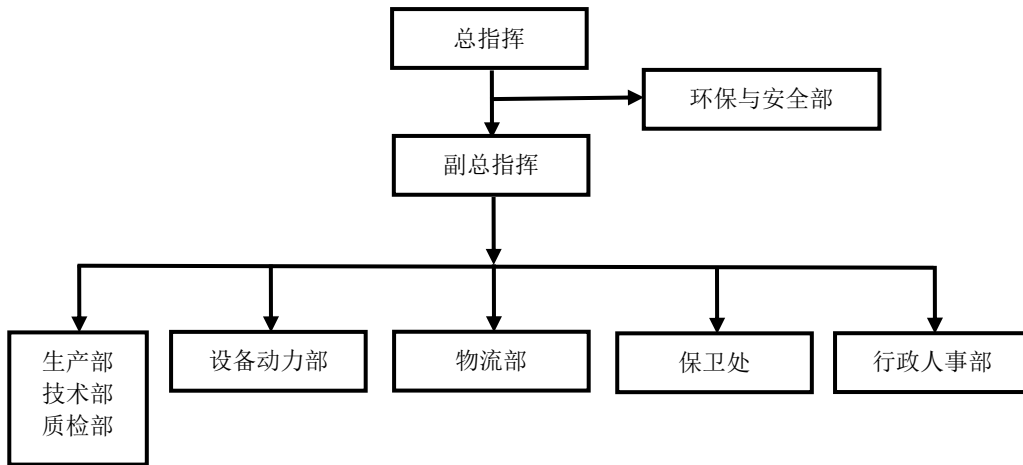 总指挥
环保与安全部
副总指挥
生产部
技术部
质检部
设备动力部
物流部
保卫处
行政人事部